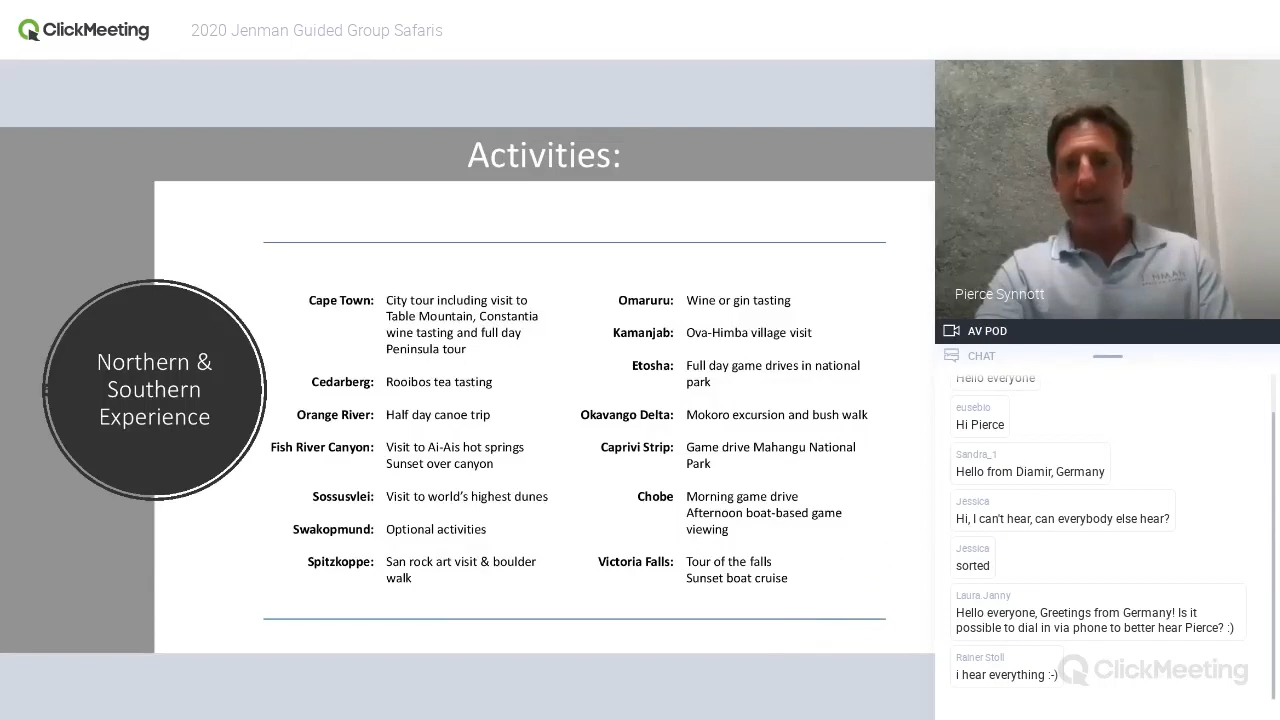 ClickMeeting
2020 Jenman Guided Group Safaris
Activities:
Northern &
Southern
Experience
Cape Town: City tour including visit to
Table Mountain, Constantia
wine tasting and full day
Peninsula tour
Cedarberg: Rooibos tea tasting
Orange River: Half day canoe trip
Fish River Canyon: Visit to Ai-Ais hot springs
Sunset over canyon
Sossusvlei: Visit to world's highest dunes
Swakopmund: Optional activities
Spitzkoppe: San rock art visit & boulder
walk
Omaruru: Wine or gin tasting
Kamanjab: Ova-Himba village visit
Etosha: Full day game drives in national
park
Okavango Delta: Mokoro excursion and bush walk
Caprivi Strip: Game drive Mahangu National
Park
Chobe Morning game drive
Afternoon boat-based game
viewing
Victoria Falls: Tour of the falls
Sunset boat cruise
Pierce Synnott
AV POD
CHAT
Hello everyone
eusebio
Hi Pierce
Sandra_1
Hello from Diamir, Germany
Jessica
Hi, I can't hear, can everybody else hear?
Jessica
sorted
Laura.Janny
Hello everyone, Greetings from Germany! Is it
possible to dial in via phone to better hear Pierce? :)
Rainer Stoll
i hear everything :-)
ClickMeeting